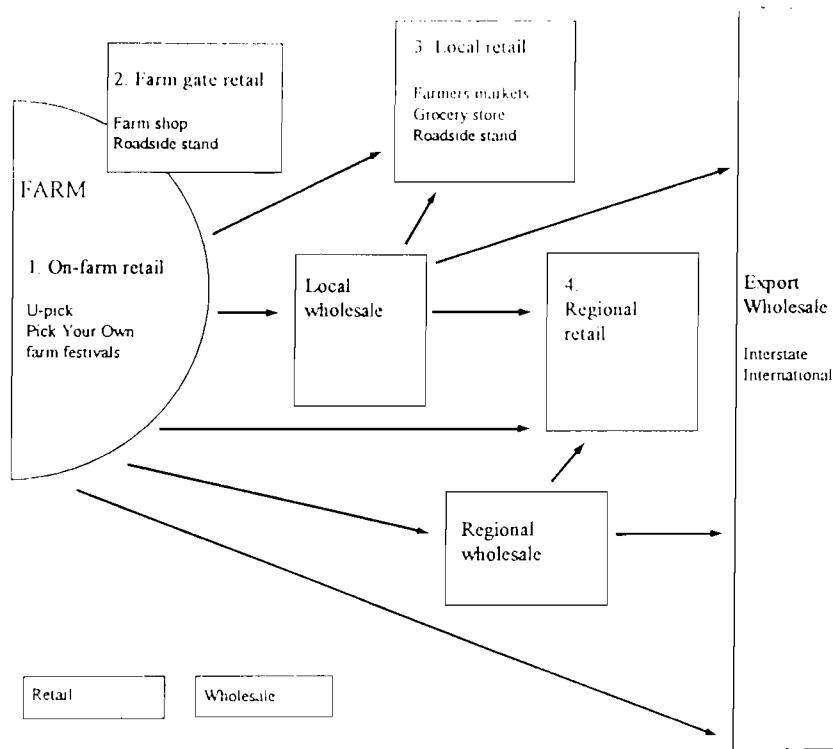 2. Farm gate retail
Farm shop
Roadside stand
3. Local retail
Farmers markets
Grocery store
Roadside stand
FARM
1. On-farm retail
U-pick
Pick Your Own
farm festivals
Local
wholesale
4.
Regional
retail
Export
Wholesale
Interstate
International
Regional
wholesale
Retail
Wholesale